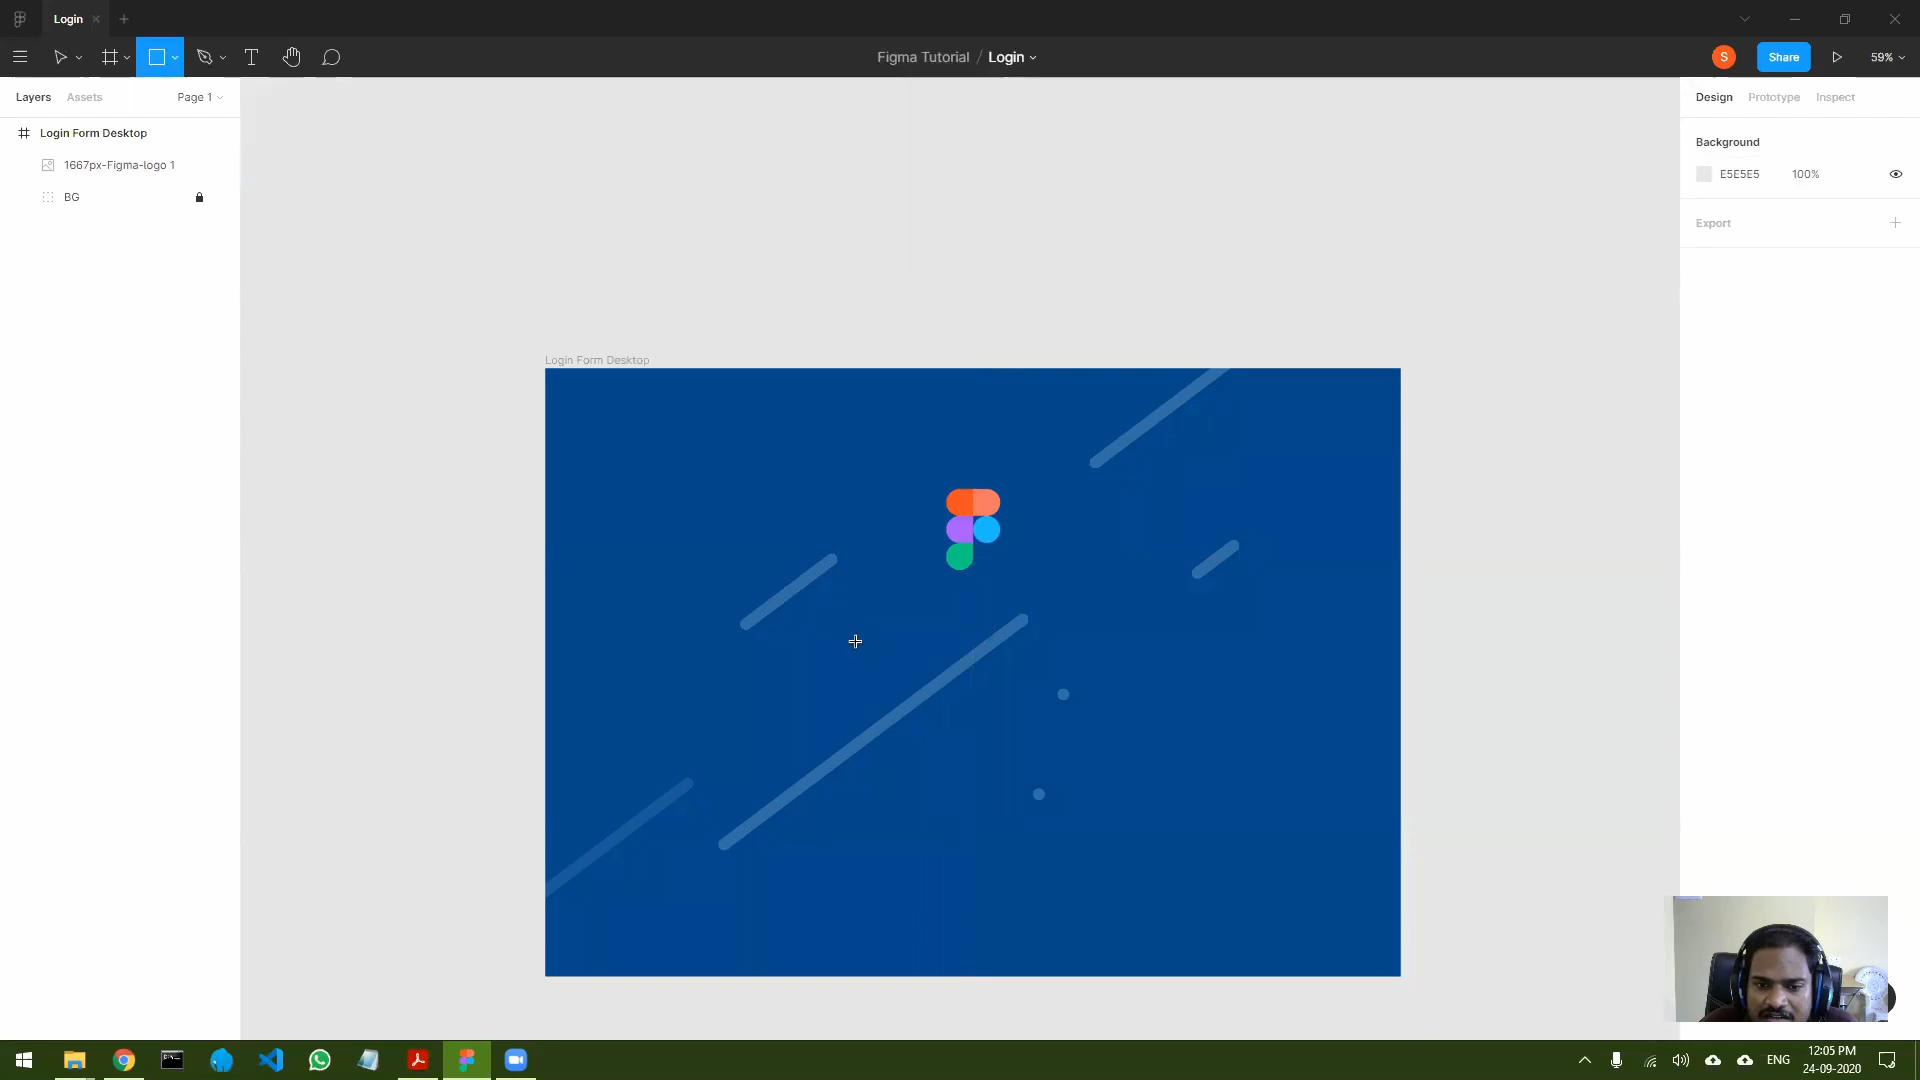 Login
Figma Tutorial / Login
S
Share
59%
Layers
Assets
Page 1
Design
Prototype
Inspect
Login Form Desktop
1667px-Figma-logo 1
BG
Background
E5E5E5
100%
Export
Login Form Desktop
ENG
12:05 PM
24-09-2020